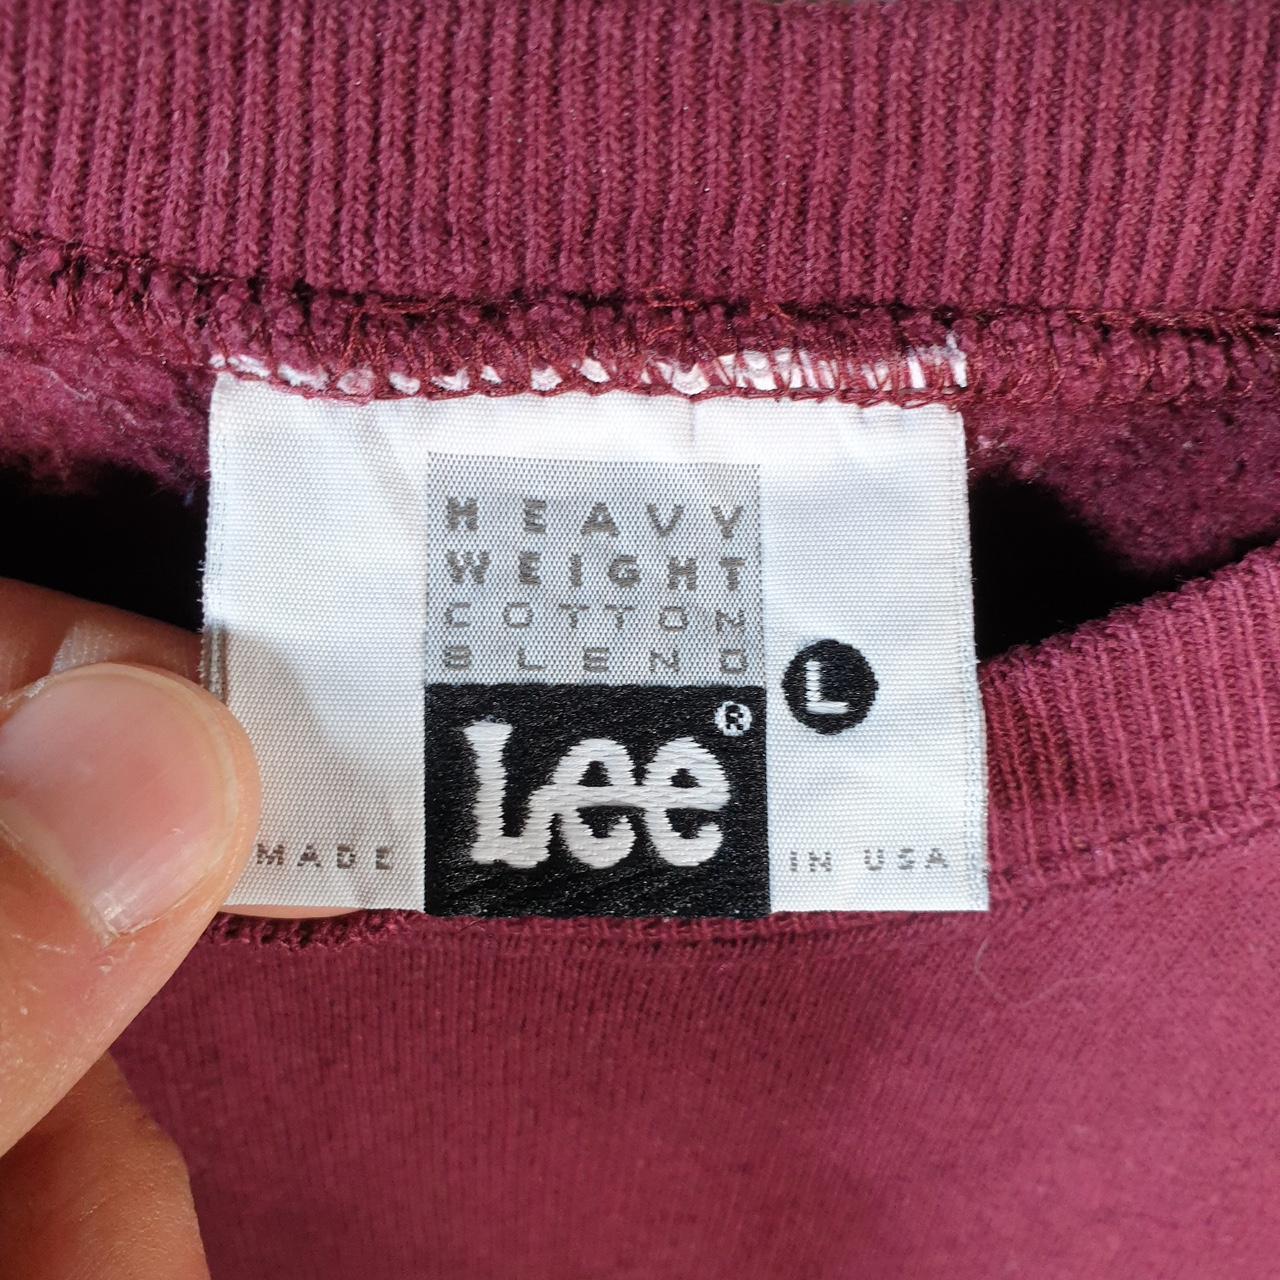 HEAVY
WEIGHT
COTTON
BLEND
L
Lee®
MADE IN USA